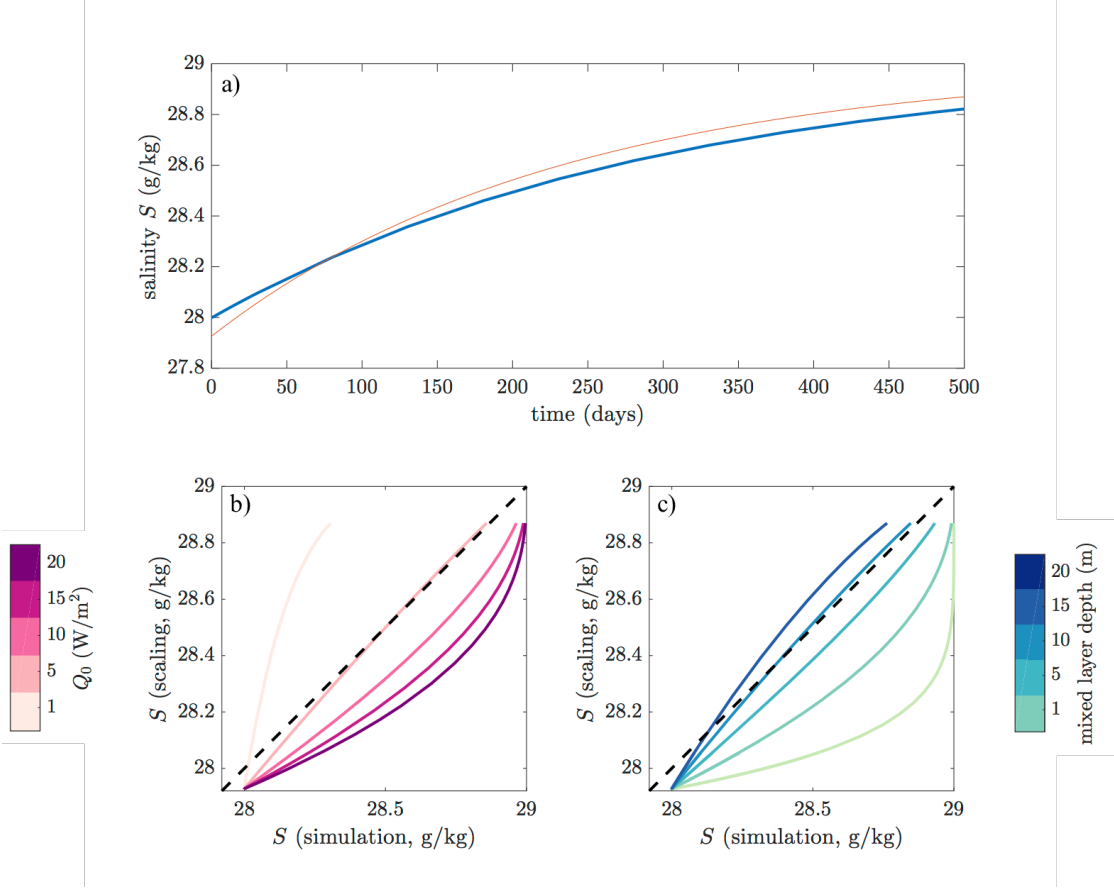 a)
29
28.8
28.6
28.4
28.2
28
27.8
salinity S (g/kg)
0 50 100 150 200 250 300 350 400 450 500
time (days)
b)
29
28.8
28.6
28.4
28.2
28
S (scaling, g/kg)
28 28.5 29
S (simulation, g/kg)
20
15
10
5
1
Q0 (W/m²)
c)
29
28.8
28.6
28.4
28.2
28
S (scaling, g/kg)
28 28.5 29
S (simulation, g/kg)
20
15
10
5
1
mixed layer depth (m)